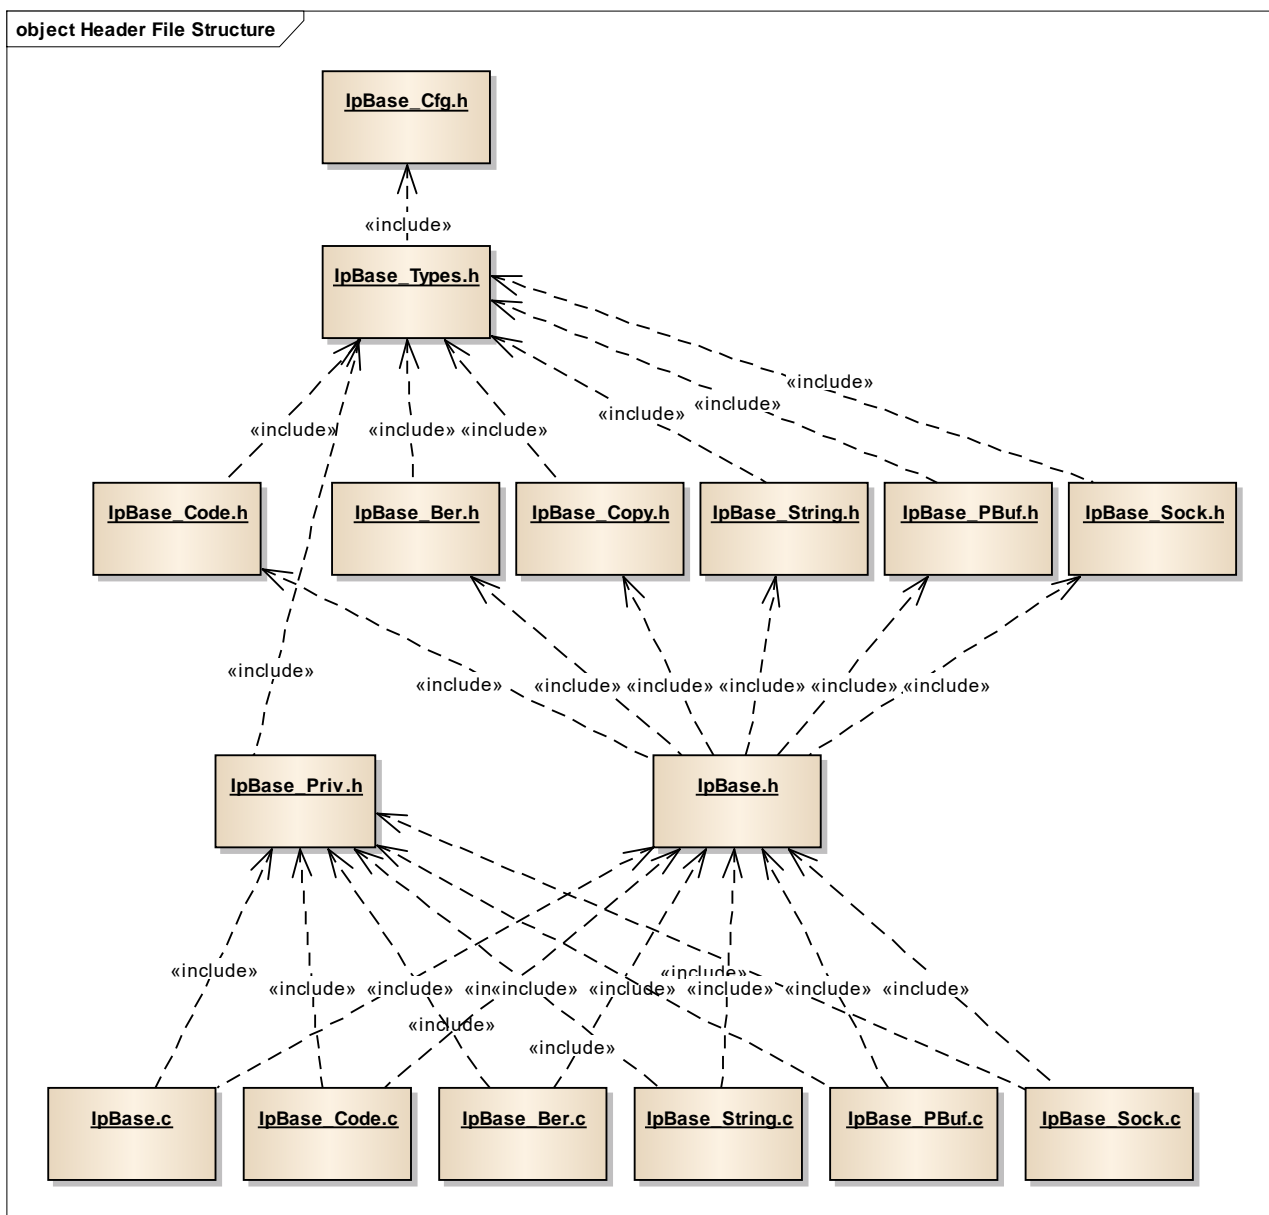 object Header File Structure
IpBase_Cfg.h
«include»
IpBase_Types.h
«include»
«include»
«include»
«include»
«include»
«include»
IpBase_Code.h
IpBase_Ber.h
IpBase_Copy.h
IpBase_String.h
IpBase_PBuf.h
IpBase_Sock.h
«include»
«include»
«include»
«include»
«include»
«include»
«include»
IpBase_Priv.h
IpBase.h
«include»
«include»
«include»
«include»
«include»
«include»
«include»
«include»
«include»
«include»
«include»
IpBase.c
IpBase_Code.c
IpBase_Ber.c
IpBase_String.c
IpBase_PBuf.c
IpBase_Sock.c